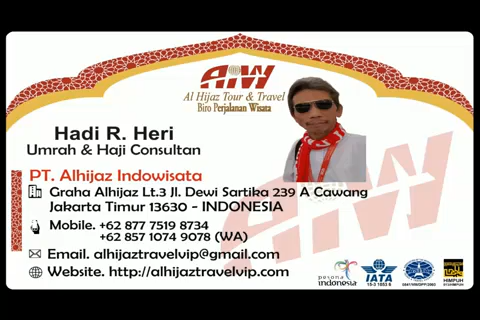 AIW
Al Hijaz Tour & Travel
Biro Perjalanan Wisata
Hadi R. Heri
Umrah & Haji Consultan
PT. Alhijaz Indowisata
Graha Alhijaz Lt.3 Jl. Dewi Sartika 239 A Cawang
Jakarta Timur 13630 - INDONESIA
Mobile. +62 877 7519 8734
+62 857 1074 9078 (WA)
Email. alhijaztravelvip@gmail.com
Website. http://alhijaztravelvip.com
pesona indonesia
IATA
HIMPUH